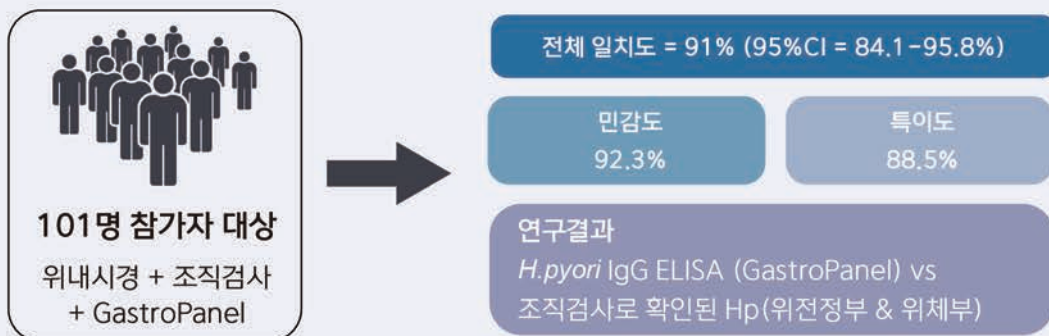 101명 참가자 대상
위내시경 + 조직검사
+ GastroPanel
전체 일치도 = 91% (95%CI = 84.1-95.8%)
민감도
92.3%
특이도
88.5%
연구결과
H.pyori IgG ELISA (GastroPanel) vs
조직검사로 확인된 Hp(위전정부 & 위체부)